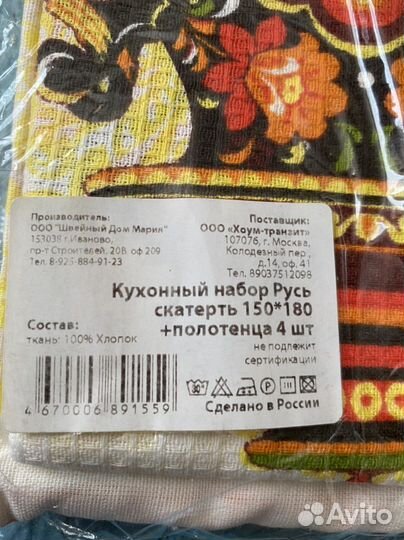 Производитель:
ООО "Швейный Дом Мария"
153038 г.Иваново,
пр-т Строителей, 20В оф 209
Тел. 8-925-884-91-23
Поставщик:
ООО «Хоум-транзит»
107076, г. Москва,
Колодезный пер ,
д.14, оф. 41
Тел. 89037512098
Кухонный набор Русь
скатерть 150*180
+полотенца 4 шт
Состав:
ткань: 100% Хлопок
не подлежит
сертификации
4 670006 891559
Сделано в России
Avito